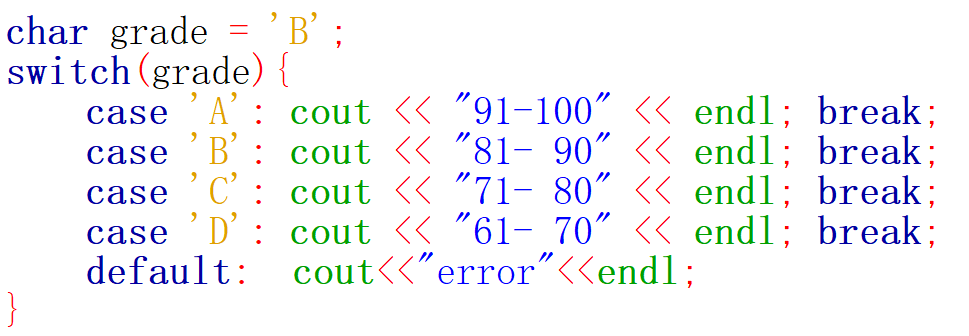 char grade = 'B';
switch(grade){
    case 'A': cout << "91-100" << endl; break;
    case 'B': cout << "81- 90" << endl; break;
    case 'C': cout << "71- 80" << endl; break;
    case 'D': cout << "61- 70" << endl; break;
    default:  cout<<"error"<<endl;
}